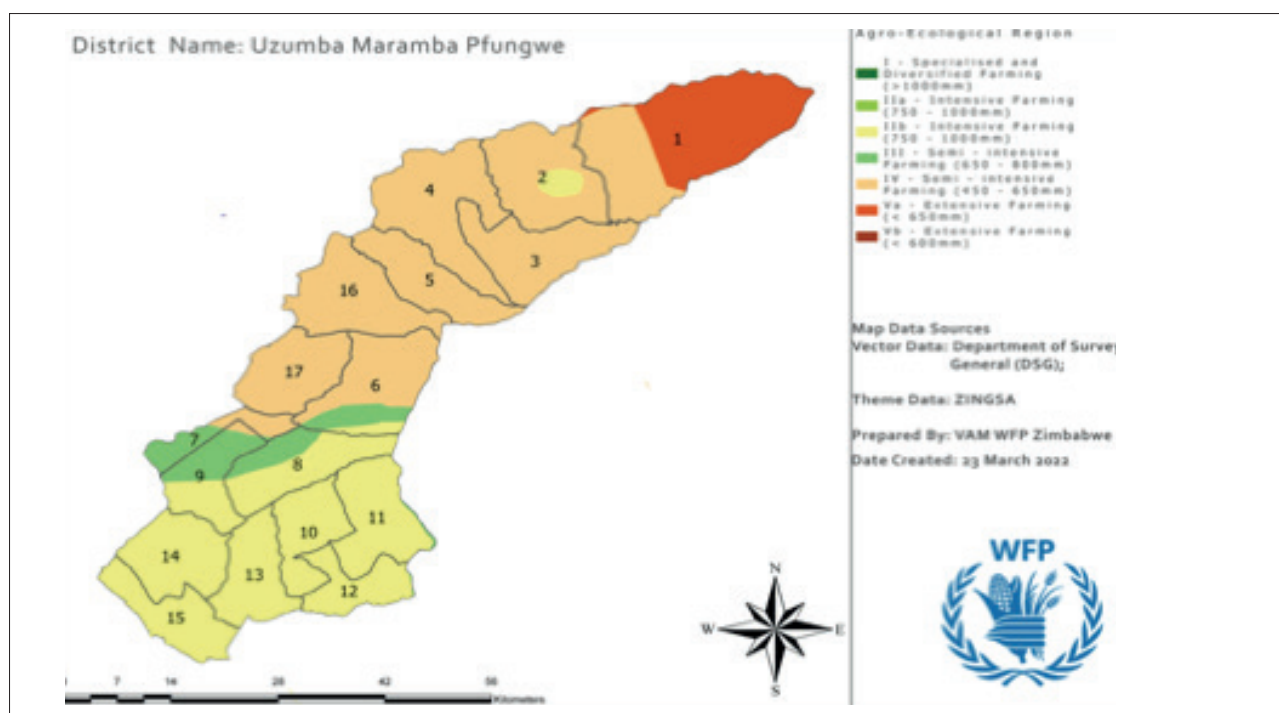 District Name: Uzumba Maramba Pfungwe
Agro-Ecological Region
I - Specialised and
Diversified Farming
(>1000mm)
IIa - Intensive Farming
(750 - 1000mm)
IIb - Intensive Farming
(750 - 1000mm)
III - Semi - Intensive
Farming (650 - 800mm)
IV - Semi - Intensive
Farming (450 - 650mm)
Va - Extensive Farming
(< 650mm)
Vb - Extensive Farming
(< 600mm)
1
2
4
3
5
16
17
6
7
8
9
10
11
14
13
12
15
Map Data Sources
Vector Data: Department of Survey
General (DSG);
Theme Data: ZINGSA
Prepared By: VAM WFP Zimbabwe
Date Created: 23 March 2022
WFP
N
W E
S
7 14 28 42 56
Kilometers